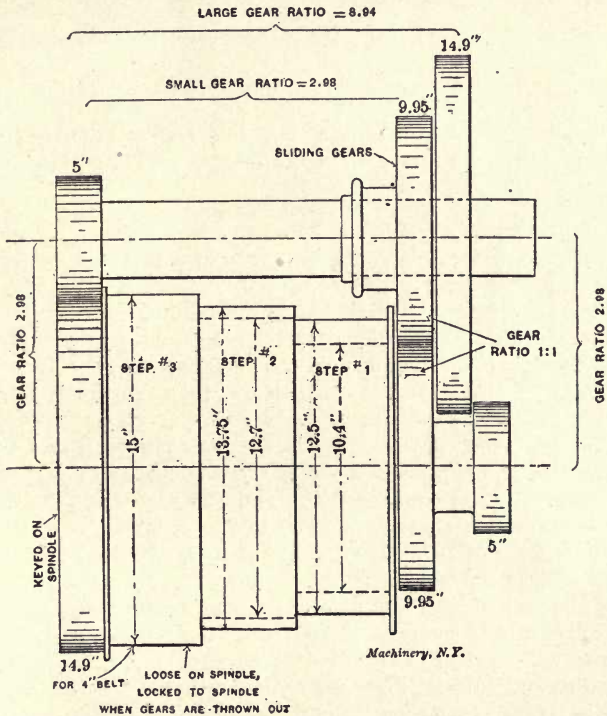 LARGE GEAR RATIO = 8.94
14.9"
SMALL GEAR RATIO = 2.98
9.95"
SLIDING GEARS
5"
GEAR RATIO 2.98
GEAR RATIO 2.98
GEAR
RATIO 1:1
STEP #3
STEP #2
STEP #1
15"
13.75"
12.7"
12.5"
10.4"
KEYED ON
SPINDLE
5"
9.95"
14.9"
FOR 4" BELT
Machinery, N.Y.
LOOSE ON SPINDLE,
LOCKED TO SPINDLE
WHEN GEARS ARE THROWN OUT